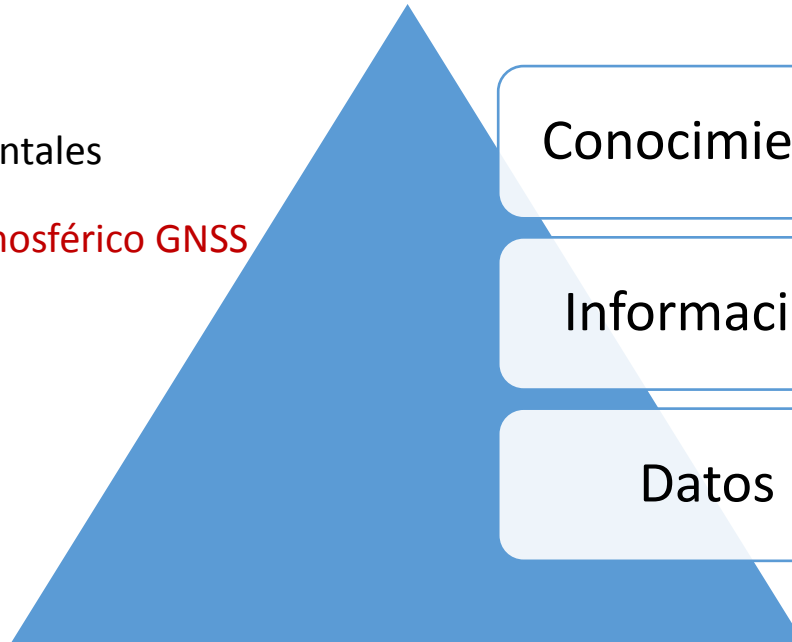 ntales
nosférico GNSS
Conocimie
Informaci
Datos